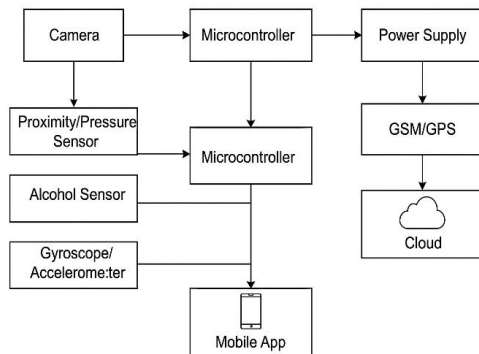 Camera
Microcontroller
Power Supply
Proximity/Pressure
Sensor
Microcontroller
GSM/GPS
Alcohol Sensor
Gyroscope/
Accelerome:ter
Cloud
Mobile App